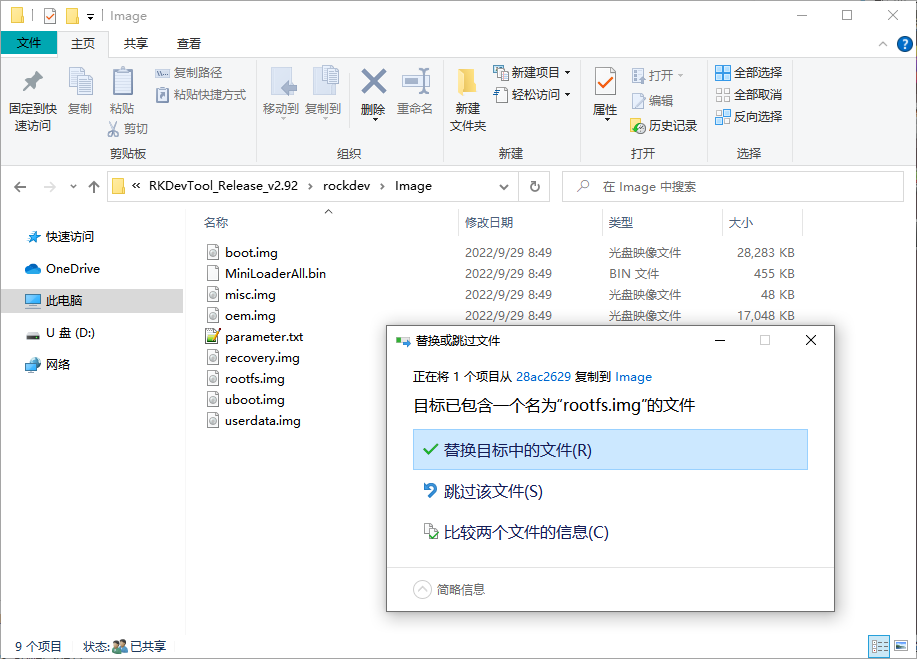 Image
文件 主页 共享 查看
固定到快速访问
复制
粘贴
复制路径
粘贴快捷方式
剪切
剪贴板
移动到 复制到 删除 重命名
组织
新建文件夹
新建项目
轻松访问
新建
属性
打开
编辑
历史记录
打开
全部选择
全部取消
反向选择
选择
« RKDevTool_Release_v2.92 › rockdev › Image
在 Image 中搜索
快速访问
OneDrive
此电脑
U 盘 (D:)
网络
名称 修改日期 类型 大小
boot.img 2022/9/29 8:49 光盘映像文件 28,283 KB
MiniLoaderAll.bin 2022/9/29 8:49 BIN 文件 455 KB
misc.img 2022/9/29 8:49 光盘映像文件 48 KB
oem.img 2022/9/29 8:49 光盘映像文件 17,048 KB
parameter.txt
recovery.img
rootfs.img
uboot.img
userdata.img
替换或跳过文件
正在将 1 个项目从 28ac2629 复制到 Image
目标已包含一个名为“rootfs.img”的文件
替换目标中的文件(R)
跳过该文件(S)
比较两个文件的信息(C)
简略信息
9 个项目 状态: 已共享